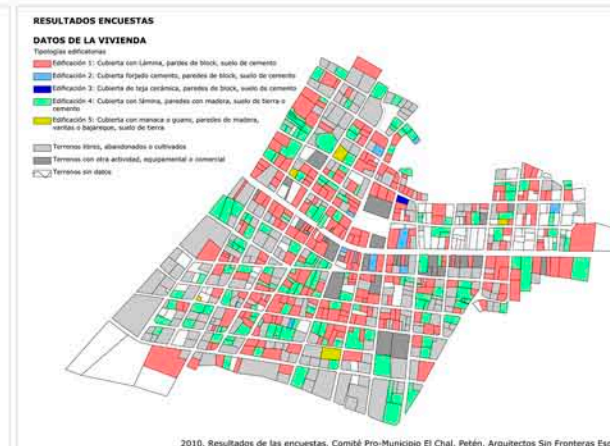 RESULTADOS ENCUESTAS
DATOS DE LA VIVIENDA
Tipologías edificatorias
Edificación 1: Cubierta con Lámina, pardes de block, suelo de cemento
Edificación 2: Cubierta forjado cemento, paredes de block, suelo de cemento
Edificación 3: Cubierta de teja cerámica, paredes de block, suelo de cemento
Edificación 4: Cubierta con lámina, paredes con madera, suelo de tierra o
cemento
Edificación 5: Cubierta con manaca o guano, paredes de madera,
varitas o bajareque, suelo de tierra
Terrenos libres, abandonados o cultivados
Terrenos con otra actividad, equipamental o comercial
Terrenos sin datos
2010. Resultados de las encuestas. Comité Pro-Municipio El Chal. Petén. Arquitectos Sin Fronteras Esp